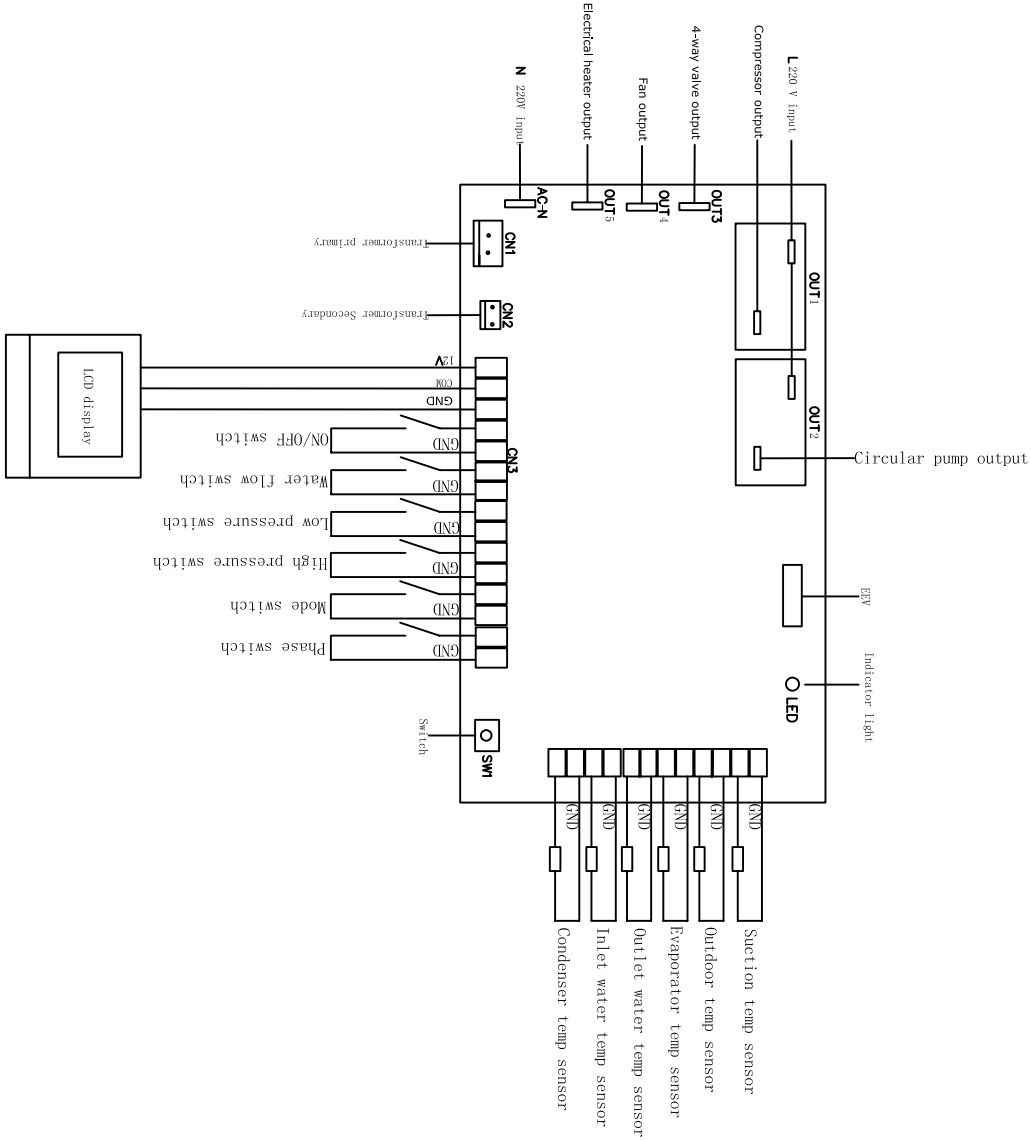 Electrical heater output
4-way valve output
Compressor output
Fan output
L 220 V input
N 220V input
AC-N
OUT5
OUT4
OUT3
OUT1
OUT2
CN1
Transformer primary
CN2
Transformer Secondary
12V
COM
GND
LCD display
CN3
ON/OFF switch
GND
Water flow switch
GND
Low pressure switch
GND
High pressure switch
GND
Mode switch
GND
Phase switch
GND
Circular pump output
EEV
Indicator light
LED
Switch
SW1
GND
GND
GND
GND
GND
GND
Condenser temp sensor
Inlet water temp sensor
Outlet water temp sensor
Evaporator temp sensor
Outdoor temp sensor
Suction temp sensor